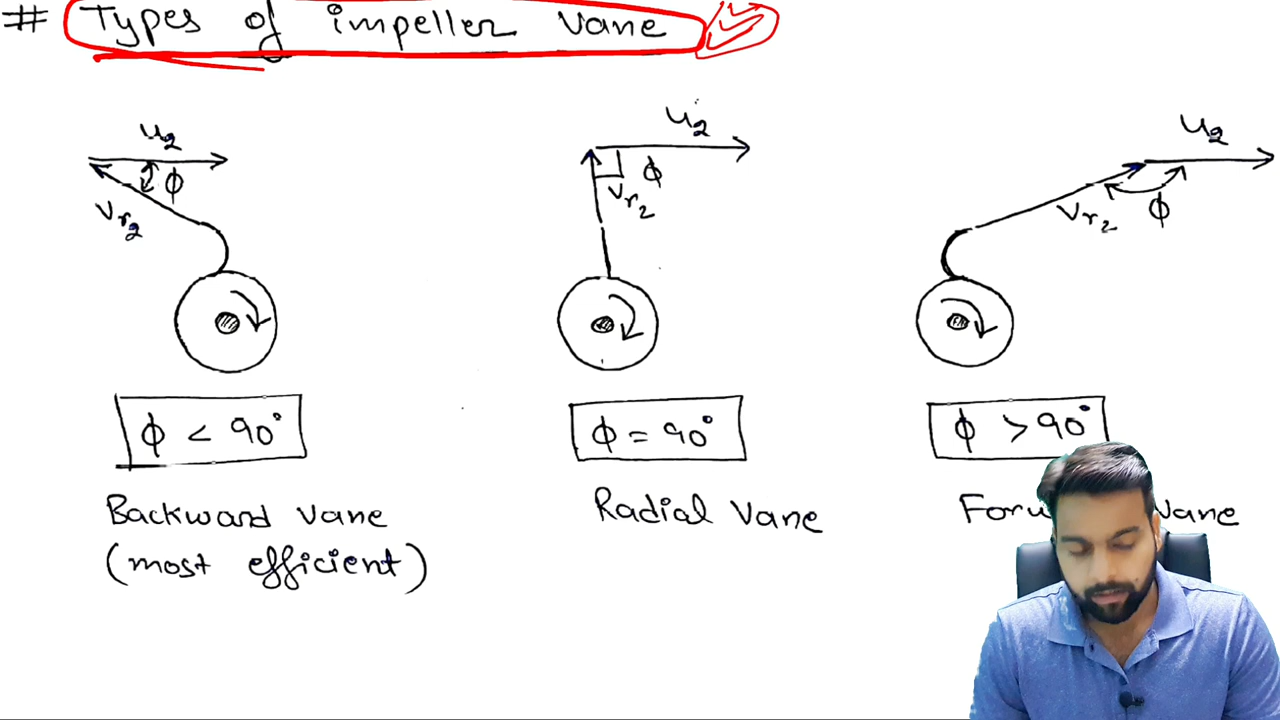 # Types of impeller vane
u2
ϕ
Vr2
u2
ϕ
Vr2
u2
Vr2
ϕ
ϕ < 90°
ϕ = 90°
ϕ > 90°
Backward vane
(most efficient)
Radial vane
vane